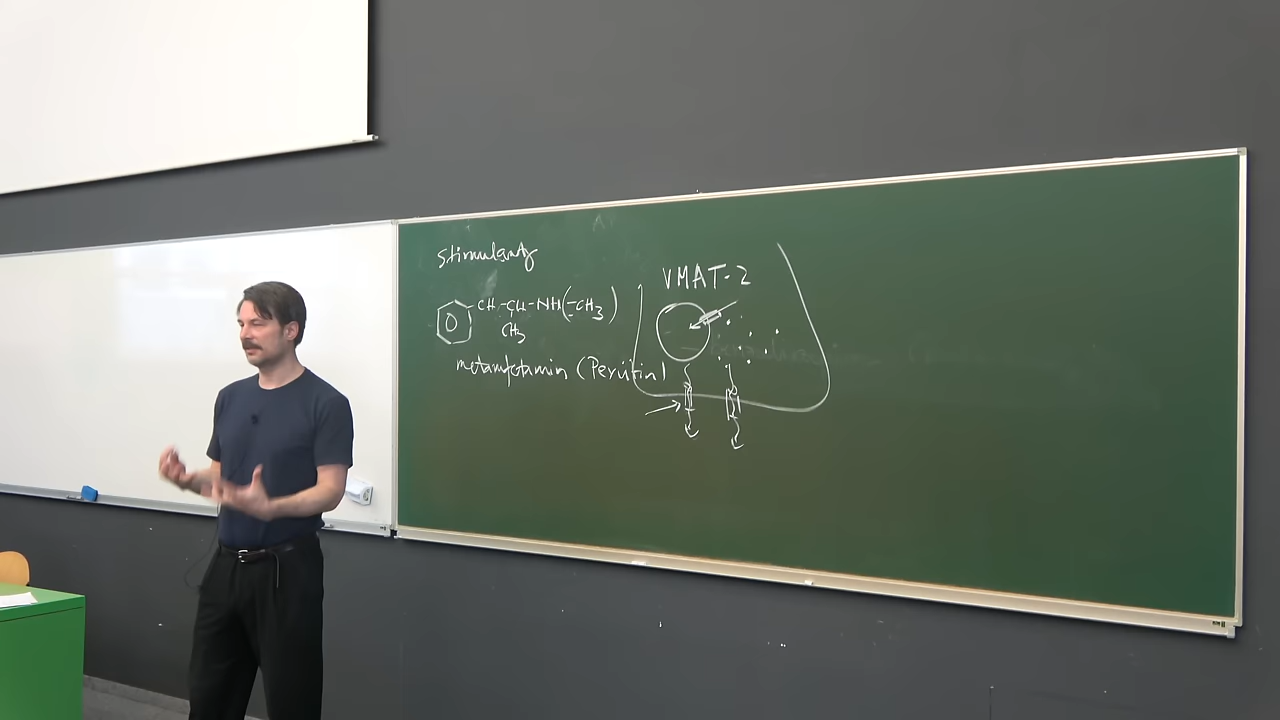 stimulanty
CH-CH-NH(-CH3)
CH3
metamfetamin (Pervitin)
VMAT-2